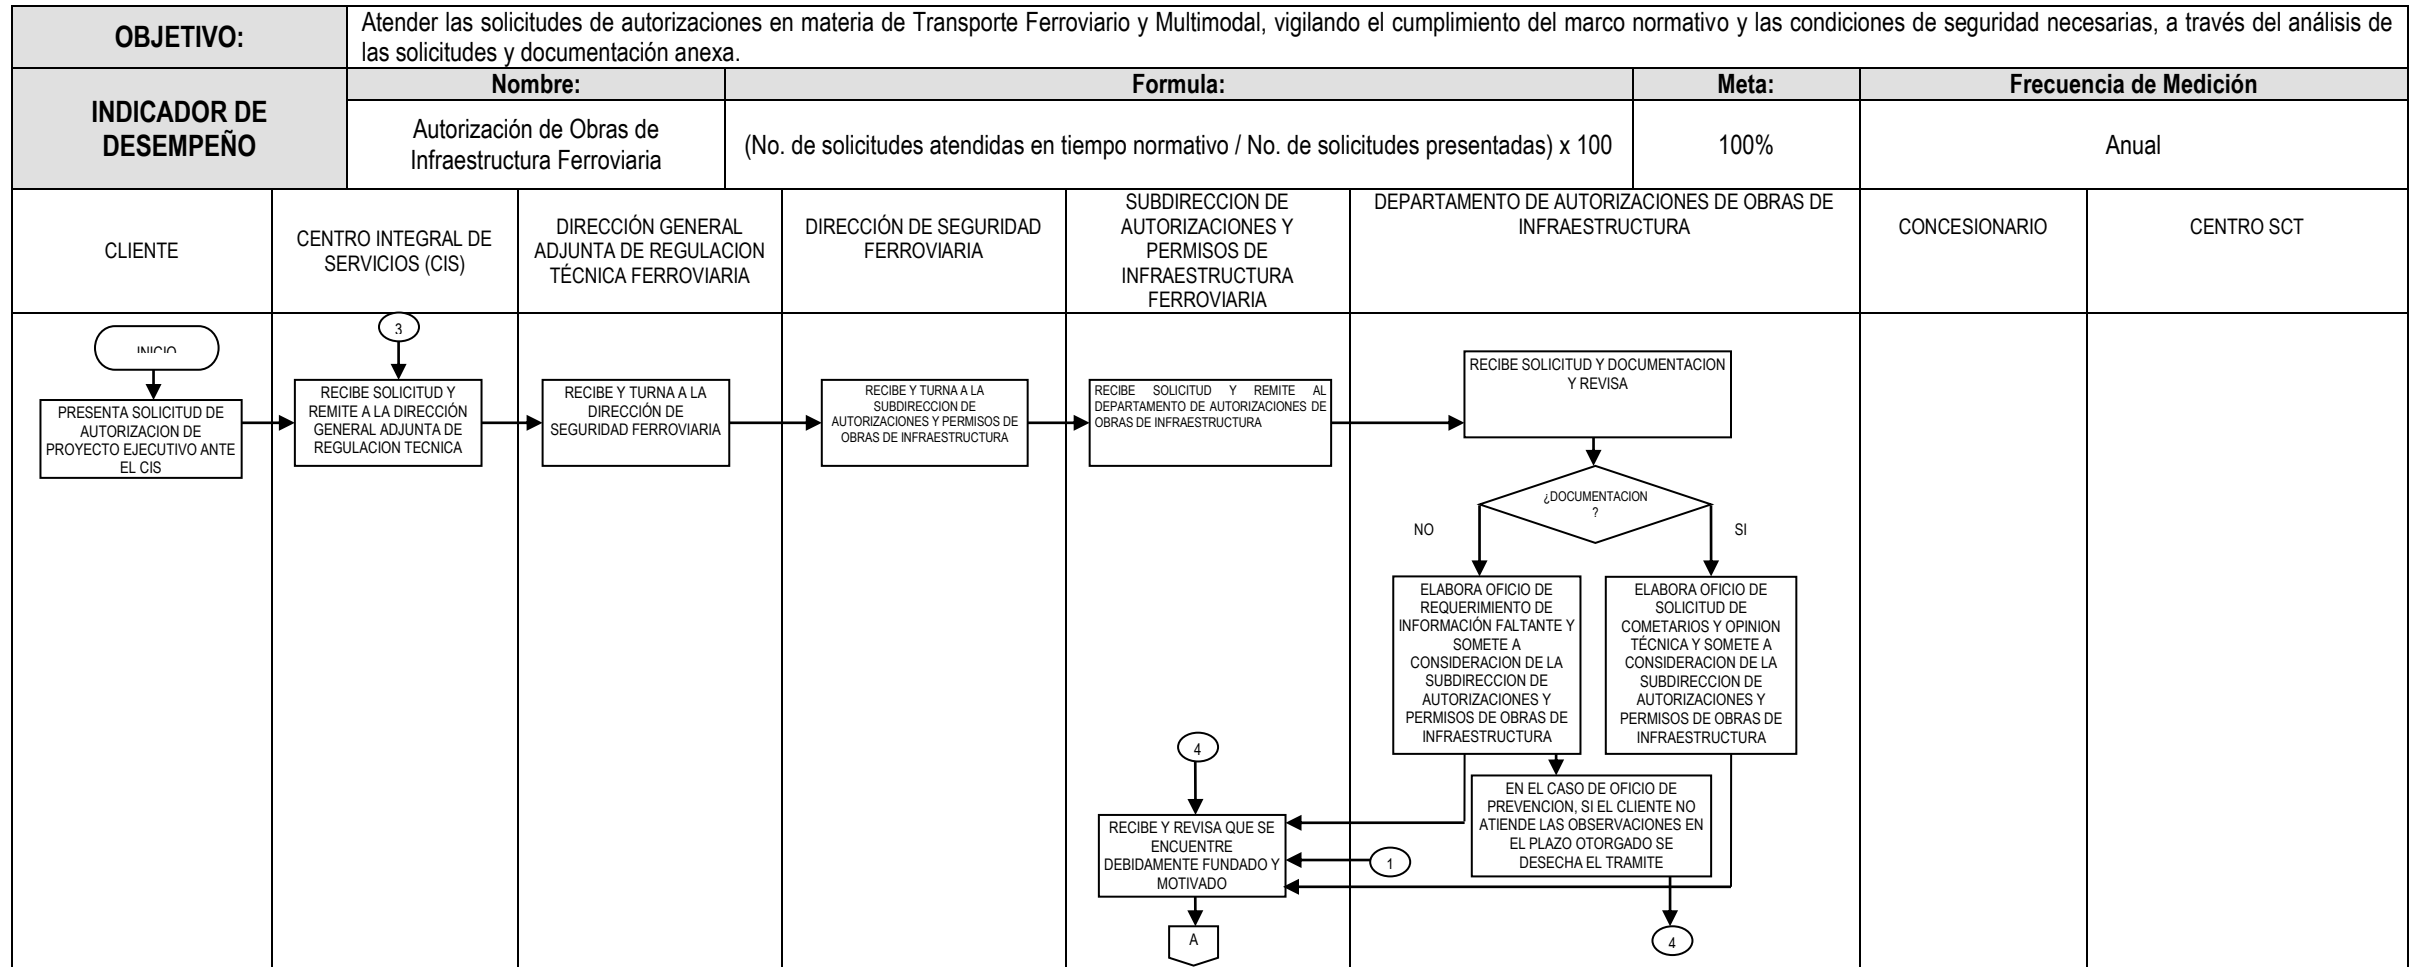 OBJETIVO:
Atender las solicitudes de autorizaciones en materia de Transporte Ferroviario y Multimodal, vigilando el cumplimiento del marco normativo y las condiciones de seguridad necesarias, a través del análisis de
las solicitudes y documentación anexa.
INDICADOR DE
DESEMPEÑO
Nombre:
Formula:
Meta:
Frecuencia de Medición
Autorización de Obras de
Infraestructura Ferroviaria
(No. de solicitudes atendidas en tiempo normativo / No. de solicitudes presentadas) x 100
100%
Anual
CLIENTE
CENTRO INTEGRAL DE
SERVICIOS (CIS)
DIRECCIÓN GENERAL
ADJUNTA DE REGULACION
TÉCNICA FERROVIARIA
DIRECCIÓN DE SEGURIDAD
FERROVIARIA
SUBDIRECCION DE
AUTORIZACIONES Y
PERMISOS DE
INFRAESTRUCTURA
FERROVIARIA
DEPARTAMENTO DE AUTORIZACIONES DE OBRAS DE
INFRAESTRUCTURA
CONCESIONARIO
CENTRO SCT
INICIO
PRESENTA SOLICITUD DE
AUTORIZACION DE
PROYECTO EJECUTIVO ANTE
EL CIS
3
RECIBE SOLICITUD Y
REMITE A LA DIRECCIÓN
GENERAL ADJUNTA DE
REGULACION TECNICA
RECIBE Y TURNA A LA
DIRECCIÓN DE
SEGURIDAD FERROVIARIA
RECIBE Y TURNA A LA
SUBDIRECCION DE
AUTORIZACIONES Y PERMISOS DE
OBRAS DE INFRAESTRUCTURA
RECIBE SOLICITUD Y REMITE AL
DEPARTAMENTO DE AUTORIZACIONES DE
OBRAS DE INFRAESTRUCTURA
RECIBE SOLICITUD Y DOCUMENTACION
Y REVISA
¿DOCUMENTACION
?
NO
SI
ELABORA OFICIO DE
REQUERIMIENTO DE
INFORMACIÓN FALTANTE Y
SOMETE A
CONSIDERACION DE LA
SUBDIRECCION DE
AUTORIZACIONES Y
PERMISOS DE OBRAS DE
INFRAESTRUCTURA
ELABORA OFICIO DE
SOLICITUD DE
COMETARIOS Y OPINION
TÉCNICA Y SOMETE A
CONSIDERACION DE LA
SUBDIRECCION DE
AUTORIZACIONES Y
PERMISOS DE OBRAS DE
INFRAESTRUCTURA
4
EN EL CASO DE OFICIO DE
PREVENCION, SI EL CLIENTE NO
ATIENDE LAS OBSERVACIONES EN
EL PLAZO OTORGADO SE
DESECHA EL TRAMITE
RECIBE Y REVISA QUE SE
ENCUENTRE
DEBIDAMENTE FUNDADO Y
MOTIVADO
1
A
4